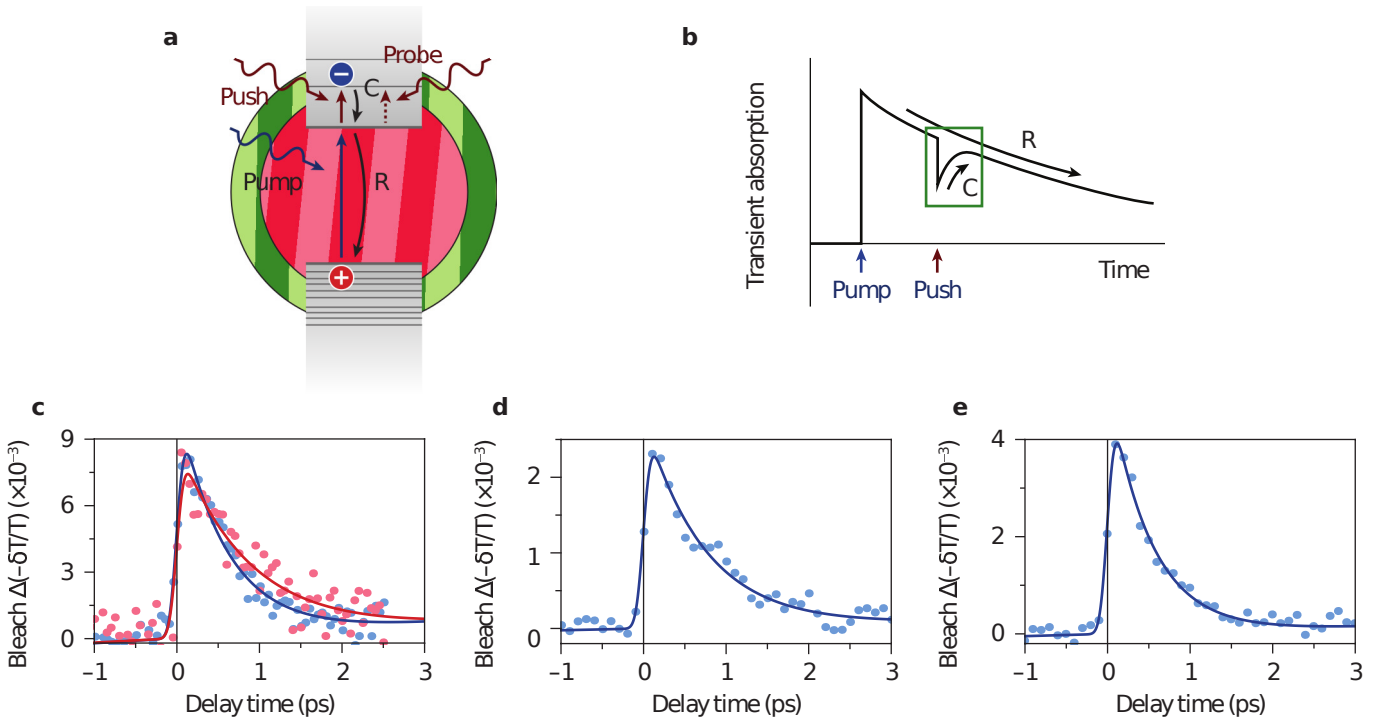 a
Probe
−
C
Push
Pump
R
+
b
Transient absorption
R
C
Time
Pump
Push
c
Bleach Δ(−δT/T) (×10⁻³)
9
6
3
0
−1
0
1
2
3
Delay time (ps)
d
Bleach Δ(−δT/T) (×10⁻³)
2
1
0
−1
0
1
2
3
Delay time (ps)
e
Bleach Δ(−δT/T) (×10⁻³)
4
2
0
−1
0
1
2
3
Delay time (ps)